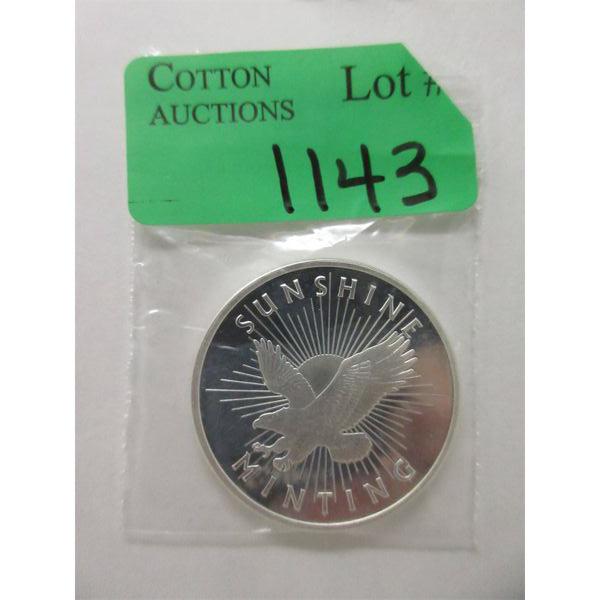 COTTON Lot #
AUCTIONS
1143
SUNSHINE
MINTING